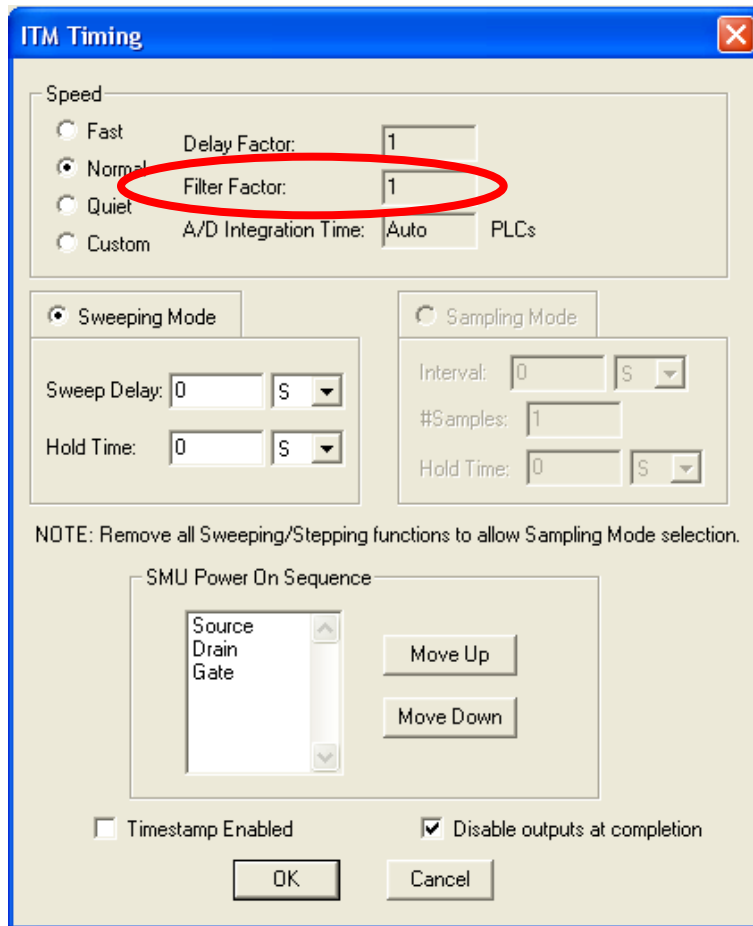 ITM Timing
Speed
Fast
Normal
Quiet
Custom
Delay Factor: 1
Filter Factor: 1
A/D Integration Time: Auto PLCs
Sweeping Mode
Sweep Delay: 0 S
Hold Time: 0 S
Sampling Mode
Interval: 0 S
#Samples: 1
Hold Time: 0 S
NOTE: Remove all Sweeping/Stepping functions to allow Sampling Mode selection.
SMU Power On Sequence
Source
Drain
Gate
Move Up
Move Down
Timestamp Enabled
Disable outputs at completion
OK
Cancel